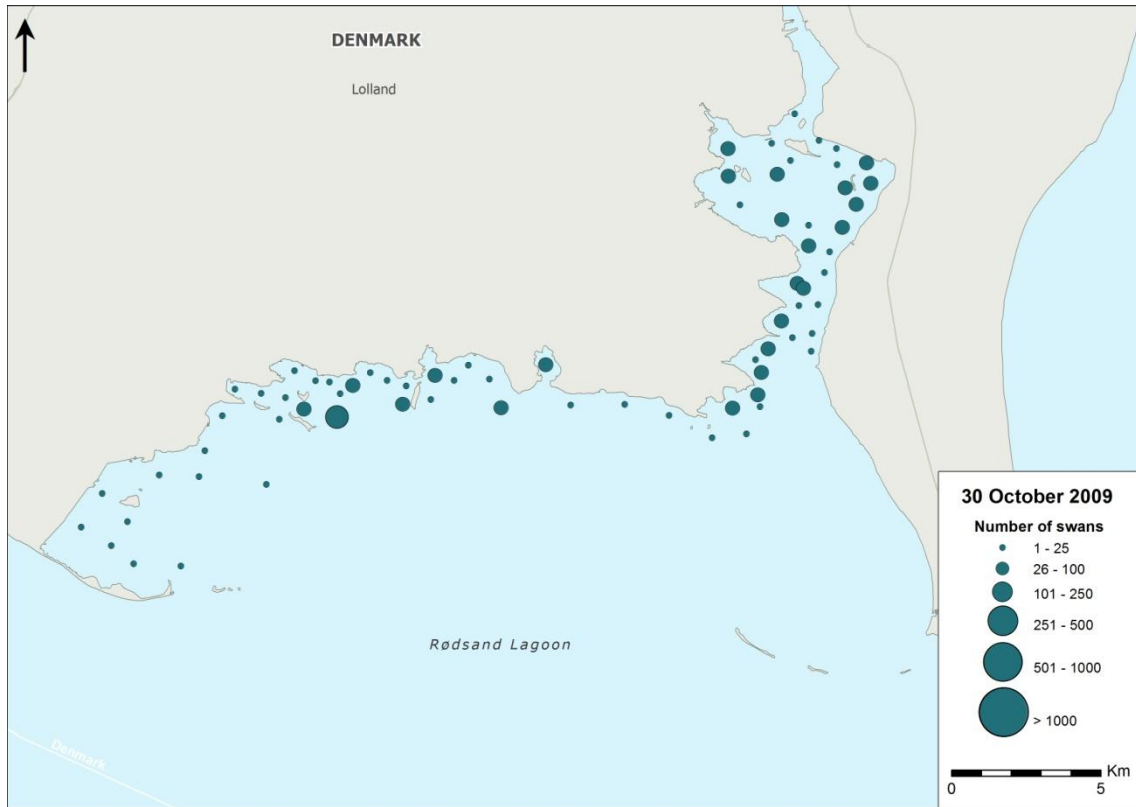 DENMARK
Lolland
Rødsand Lagoon
Denmark
30 October 2009
Number of swans
1 - 25
26 - 100
101 - 250
251 - 500
501 - 1000
> 1000
Km
0 5